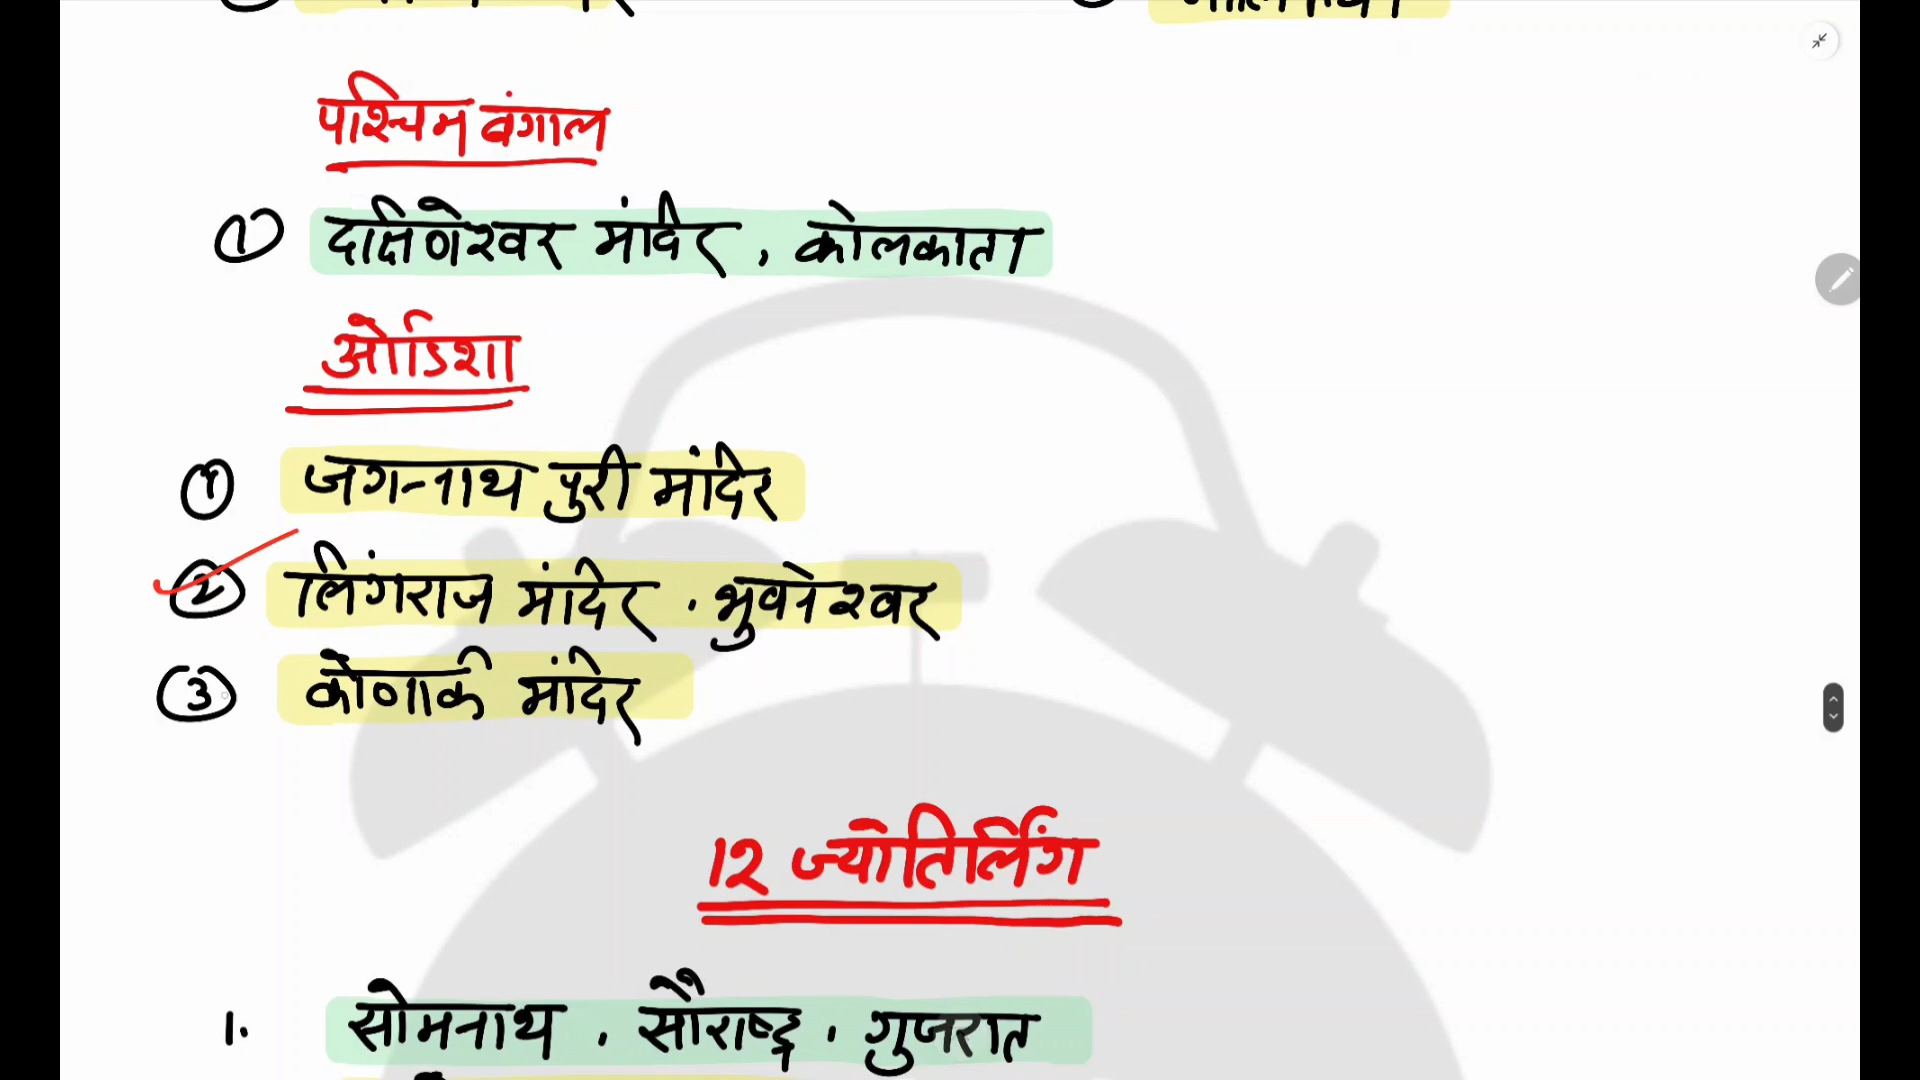 पश्चिम बंगाल
① दक्षिणेश्वर मंदिर, कोलकाता
ओडिशा
① जगन्नाथ पुरी मंदिर
② लिंगराज मंदिर . भुवनेश्वर
③ कोणार्क मंदिर
12 ज्योतिर्लिंग
1. सोमनाथ . सौराष्ट्र . गुजरात